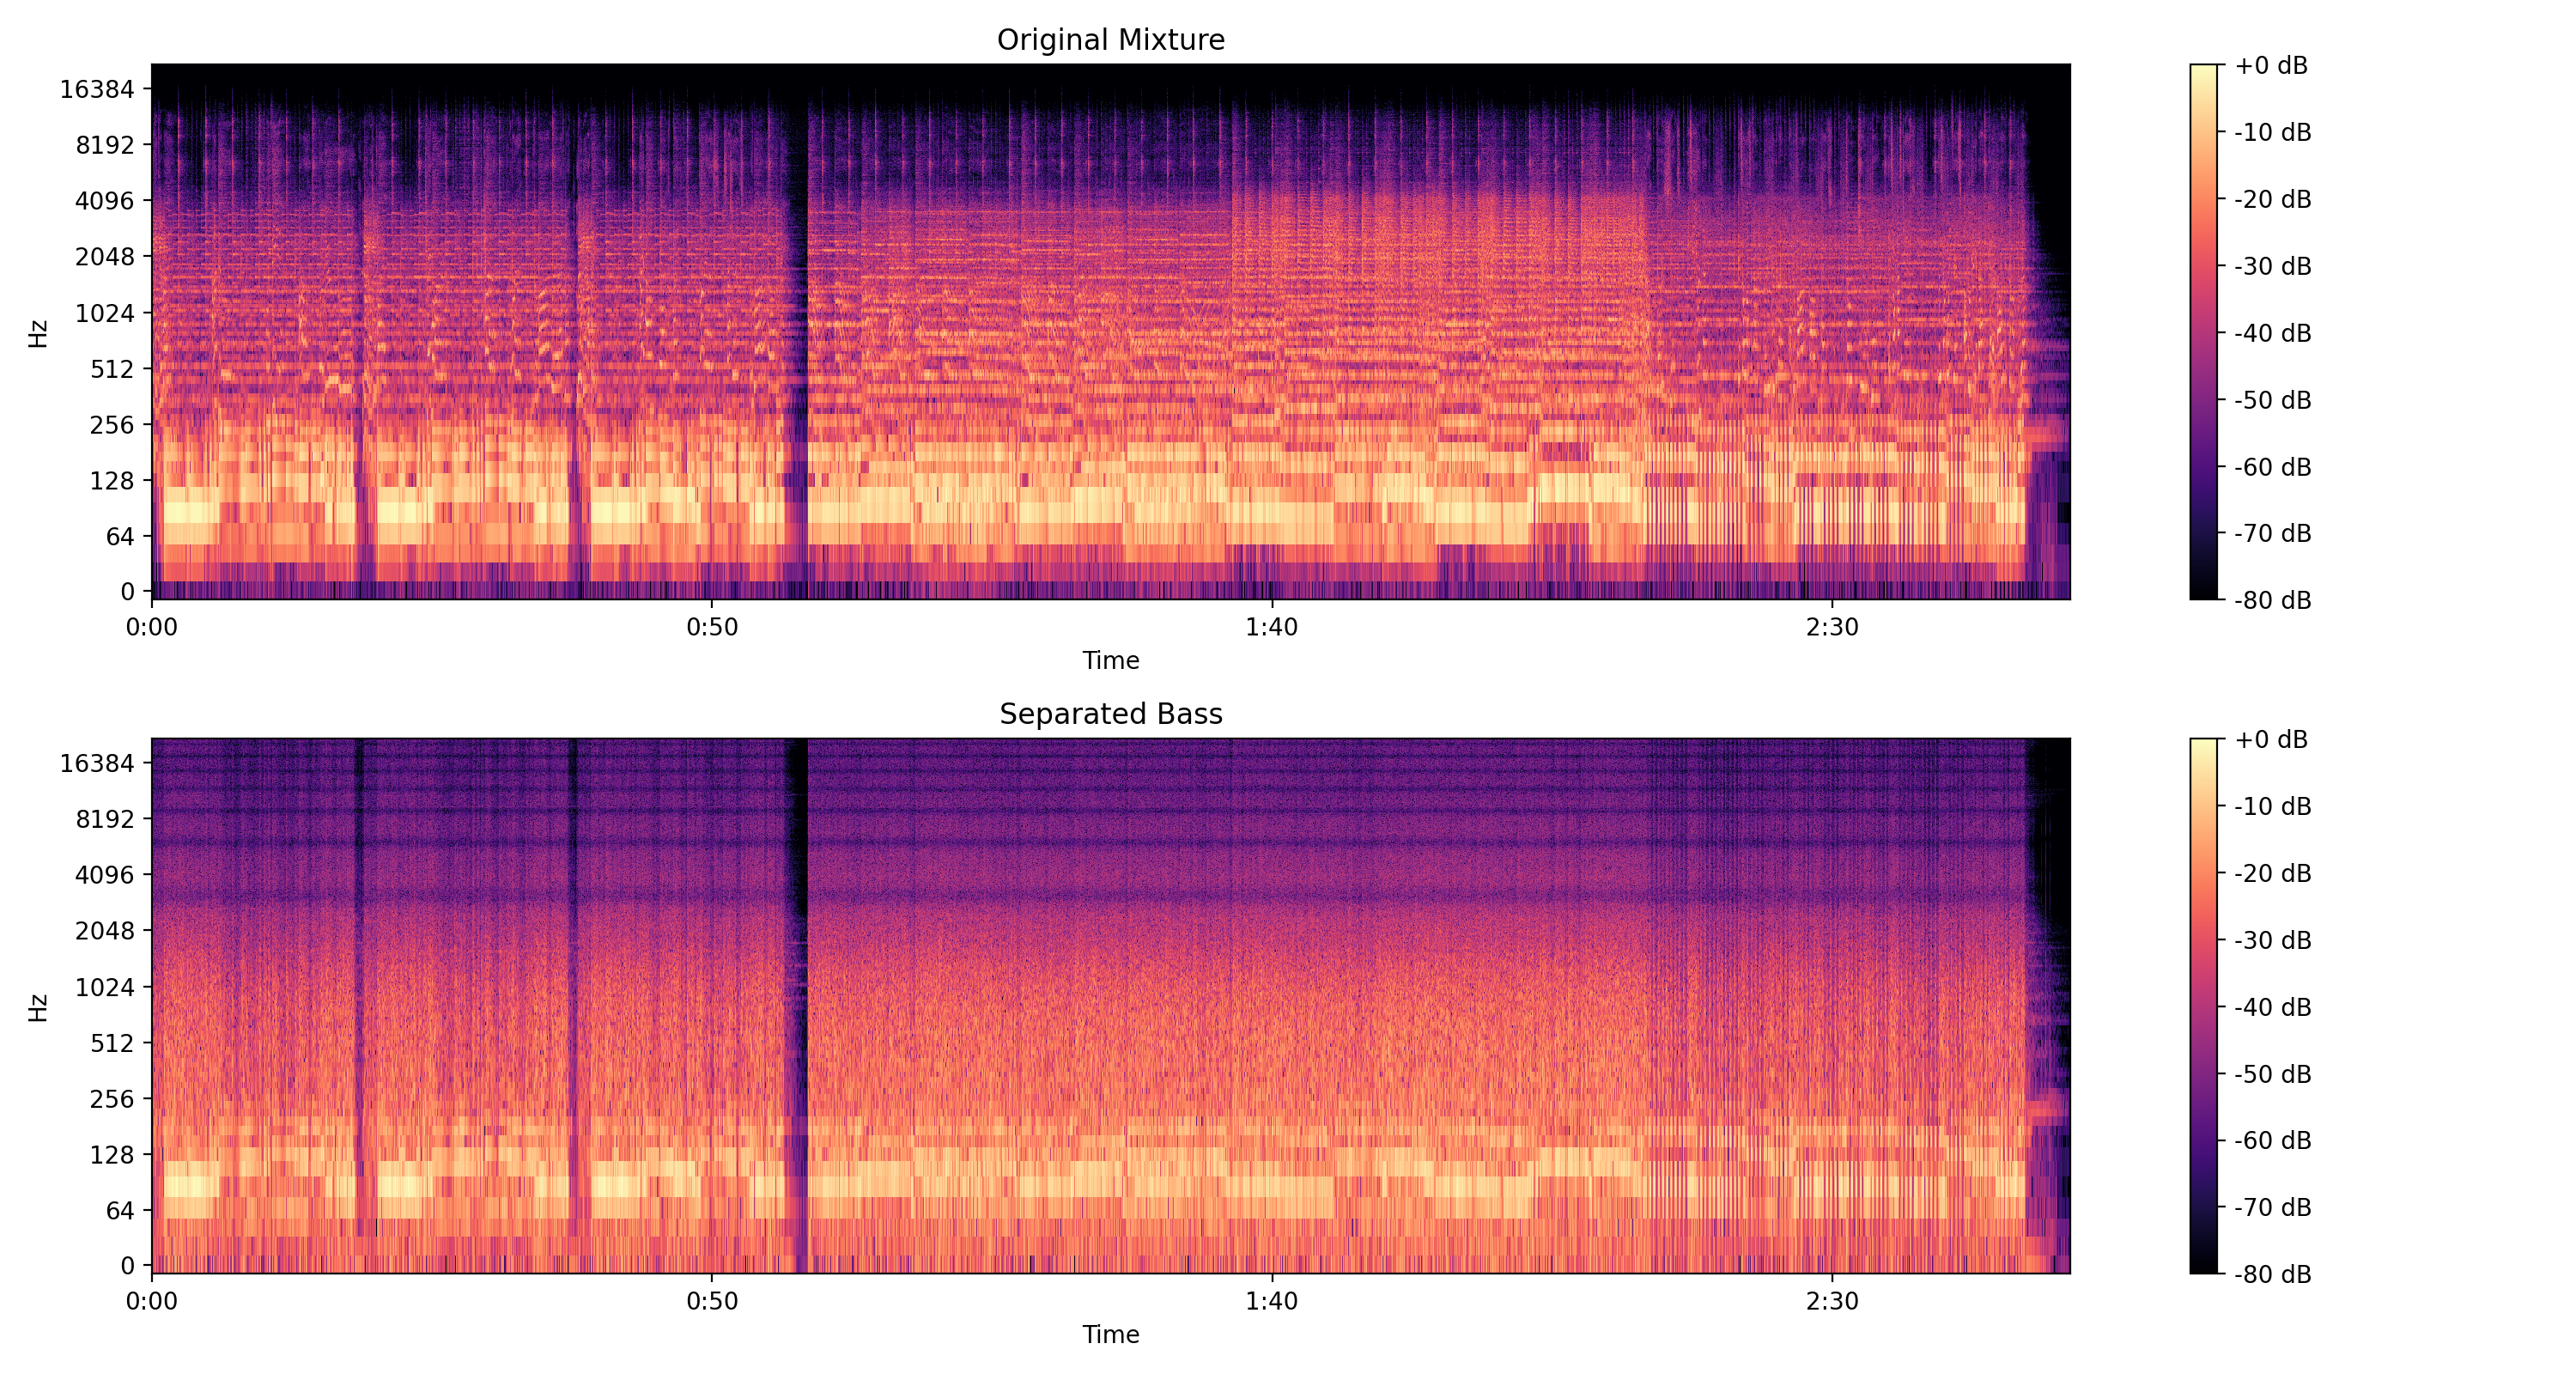 Original Mixture
16384
8192
4096
2048
1024
512
256
128
64
0
Hz
0:00
0:50
1:40
2:30
Time
+0 dB
-10 dB
-20 dB
-30 dB
-40 dB
-50 dB
-60 dB
-70 dB
-80 dB
Separated Bass
16384
8192
4096
2048
1024
512
256
128
64
0
Hz
0:00
0:50
1:40
2:30
Time
+0 dB
-10 dB
-20 dB
-30 dB
-40 dB
-50 dB
-60 dB
-70 dB
-80 dB